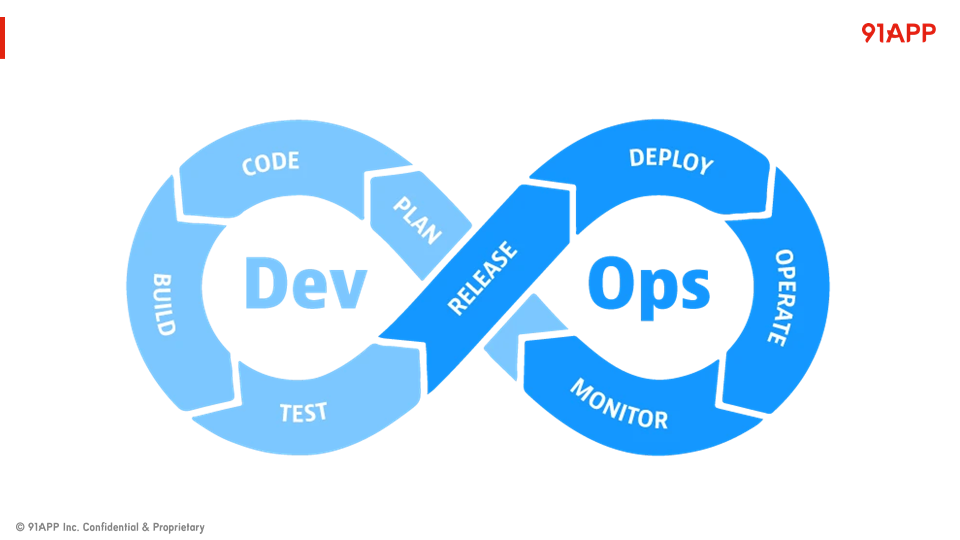 91APP
CODE
PLAN
BUILD
Dev
TEST
RELEASE
DEPLOY
Ops
OPERATE
MONITOR
© 91APP Inc. Confidential & Proprietary